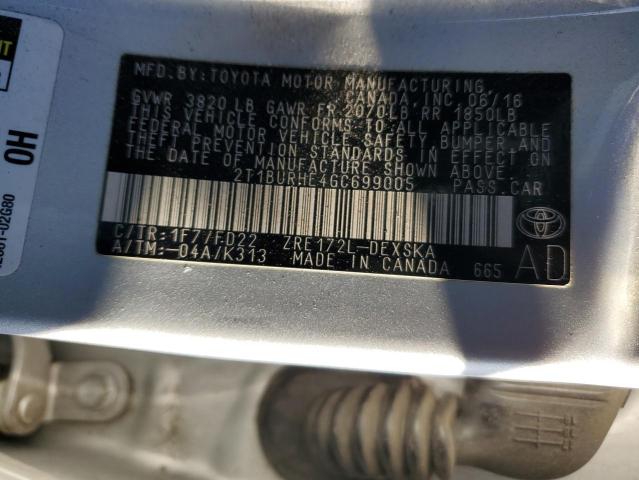 MFD. BY: TOYOTA MOTOR MANUFACTURING,
CANADA, INC. 06/16
GVWR 3820 LB GAWR FR 2070LB RR 1850LB
THIS VEHICLE CONFORMS TO ALL APPLICABLE
FEDERAL MOTOR VEHICLE SAFETY, BUMPER, AND
THEFT PREVENTION STANDARDS IN EFFECT ON
THE DATE OF MANUFACTURE SHOWN ABOVE.
2T1BURHE4GC699005 PASS.CAR
C/TR: 1F7/FD22 ZRE172L-DEXSKA
A/TM: -04A/K313 MADE IN CANADA 665
AD
OH